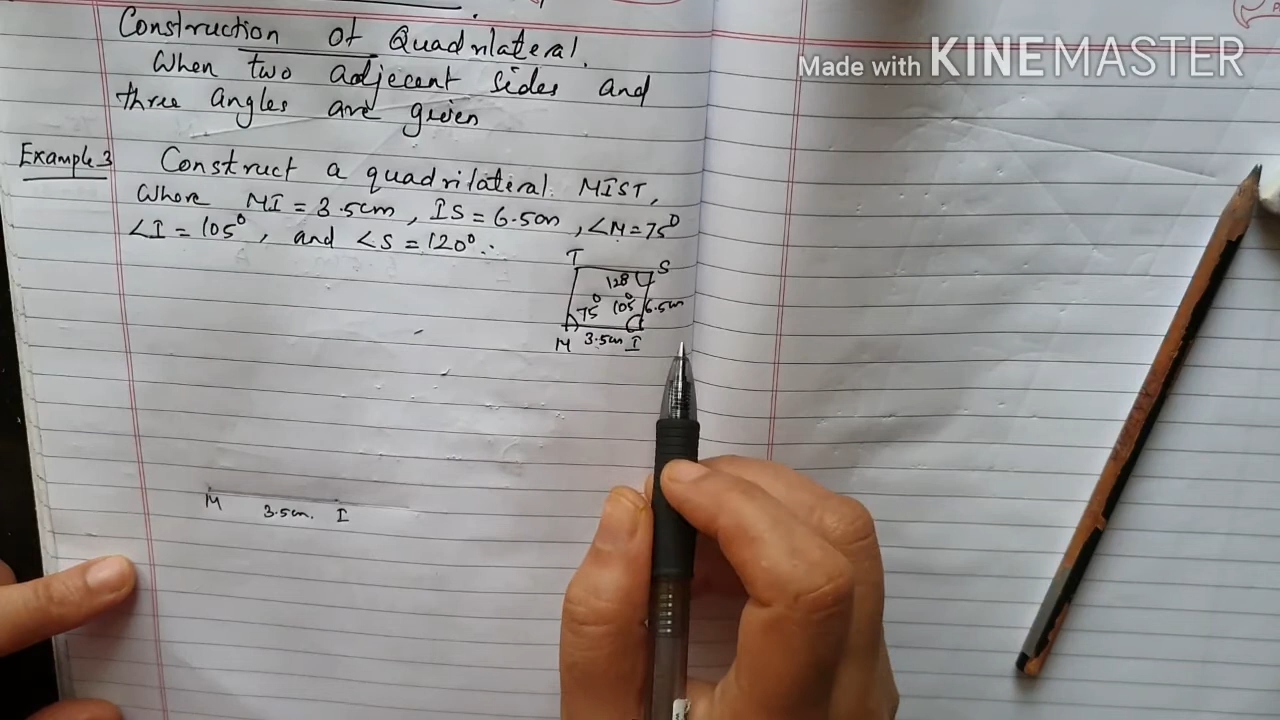 Construction of Quadrilateral.
When two adjecent sides and
three angles are given
Made with KINEMASTER
Example 3 Construct a quadrilateral MIST,
Where MI = 3.5cm, IS = 6.5cm, ∠M = 75°
∠I = 105°, and ∠S = 120°.
T S
120
75° 105° 6.5cm
M 3.5cm I
M 3.5cm. I